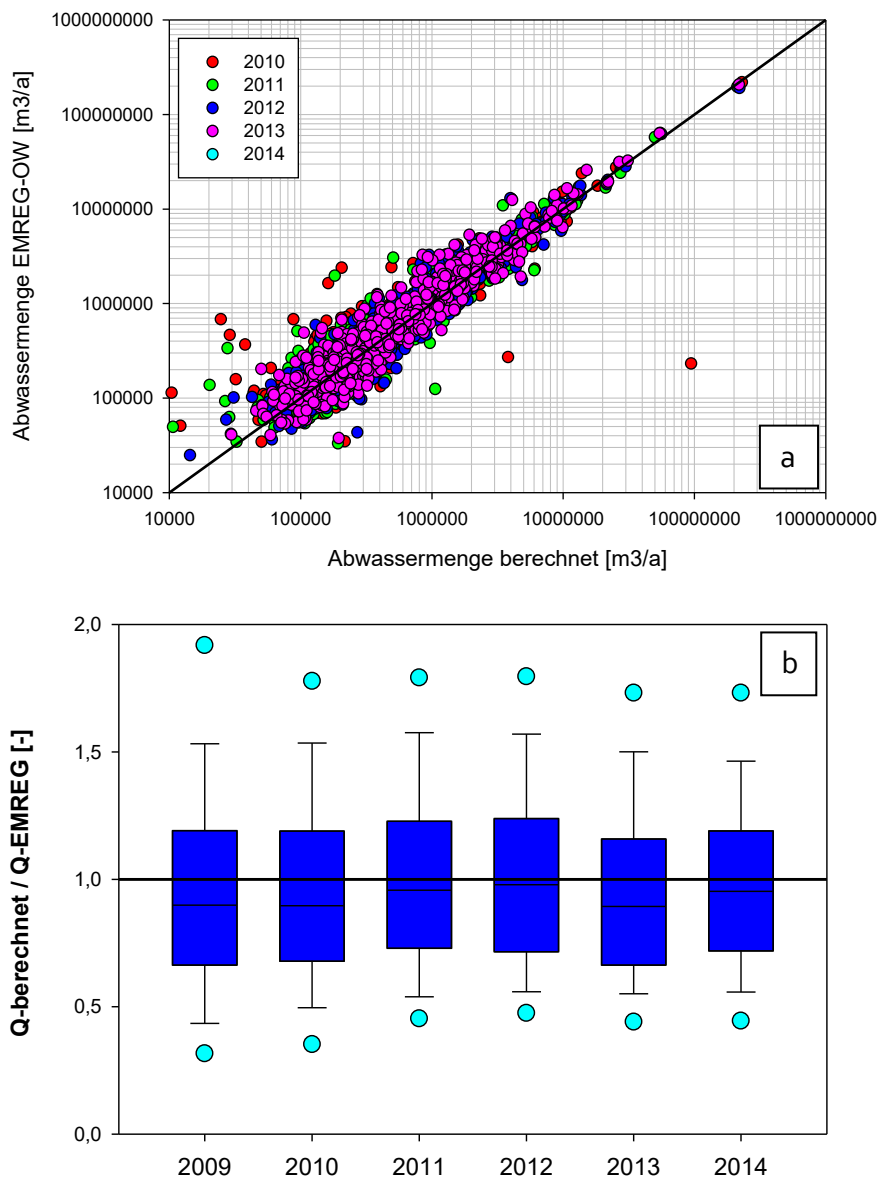 1000000000
100000000
10000000
1000000
100000
10000
Abwassermenge EMREG-OW [m3/a]
2010
2011
2012
2013
2014
a
10000 100000 1000000 10000000 100000000 1000000000
Abwassermenge berechnet [m3/a]
2,0
1,5
1,0
0,5
0,0
Q-berechnet / Q-EMREG [-]
b
2009 2010 2011 2012 2013 2014